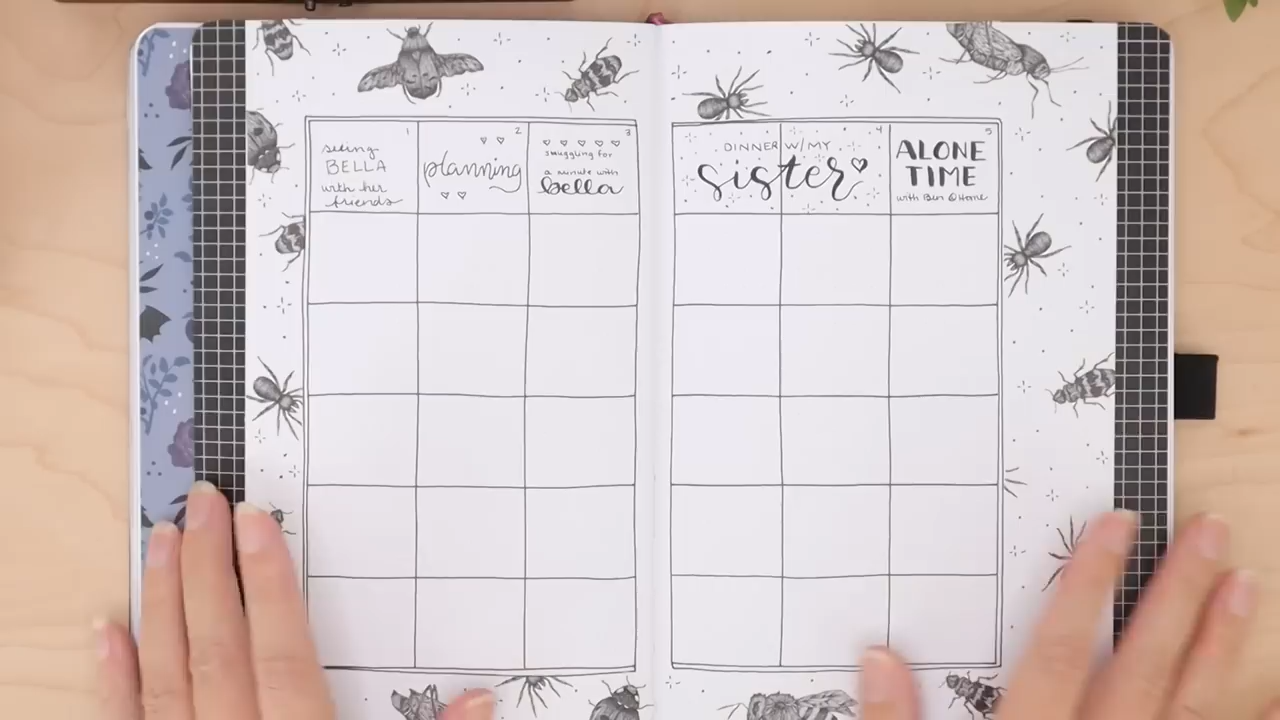 1
seeing
BELLA
with her
friends
2
planning
3
snuggling for
a minute with
bella
4
DINNER W/MY
sister
5
ALONE
TIME
with Ben @ Home